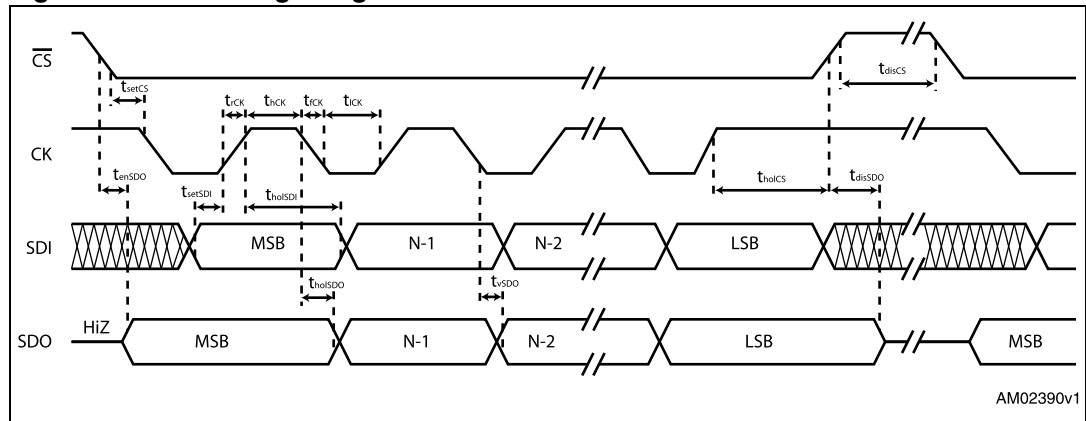 CS
tsetCS
tdisCS
trCK
thCK
tfCK
tlCK
CK
tenSDO
tsetSDI
tholSDI
tholCS
tdisSDO
SDI
MSB
N-1
N-2
LSB
tholSDO
tvSDO
HiZ
SDO
MSB
N-1
N-2
LSB
MSB
AM02390v1